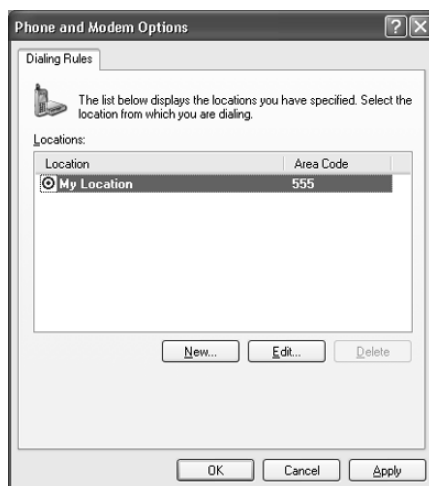 Phone and Modem Options
Dialing Rules
The list below displays the locations you have specified. Select the
location from which you are dialing.
Locations:
Location Area Code
My Location 555
New... Edit... Delete
OK Cancel Apply